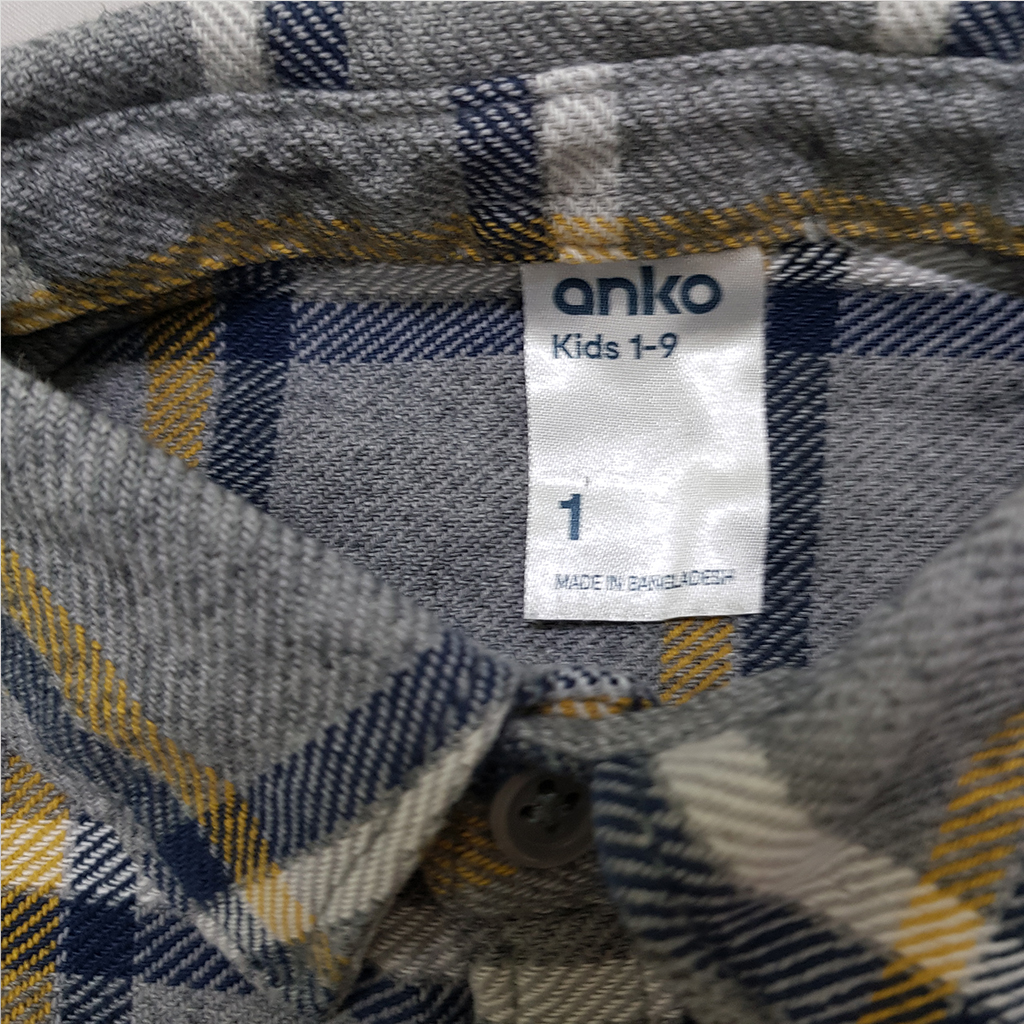 anko
Kids 1-9
1
MADE IN BANGLADESH